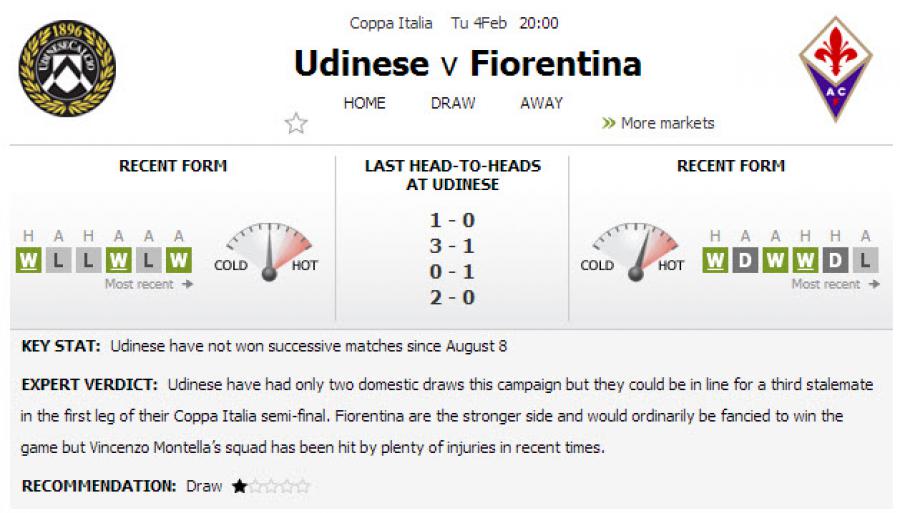 Coppa Italia Tu 4Feb 20:00
Udinese v Fiorentina
HOME DRAW AWAY
More markets
1896
UDINESE CALCIO
AC
F
RECENT FORM
H A H A A A
W L L W L W
COLD HOT
Most recent
LAST HEAD-TO-HEADS
AT UDINESE
1 - 0
3 - 1
0 - 1
2 - 0
RECENT FORM
COLD HOT
H A A H H A
W D W W D L
Most recent
KEY STAT: Udinese have not won successive matches since August 8
EXPERT VERDICT: Udinese have had only two domestic draws this campaign but they could be in line for a third stalemate
in the first leg of their Coppa Italia semi-final. Fiorentina are the stronger side and would ordinarily be fancied to win the
game but Vincenzo Montella's squad has been hit by plenty of injuries in recent times.
RECOMMENDATION: Draw